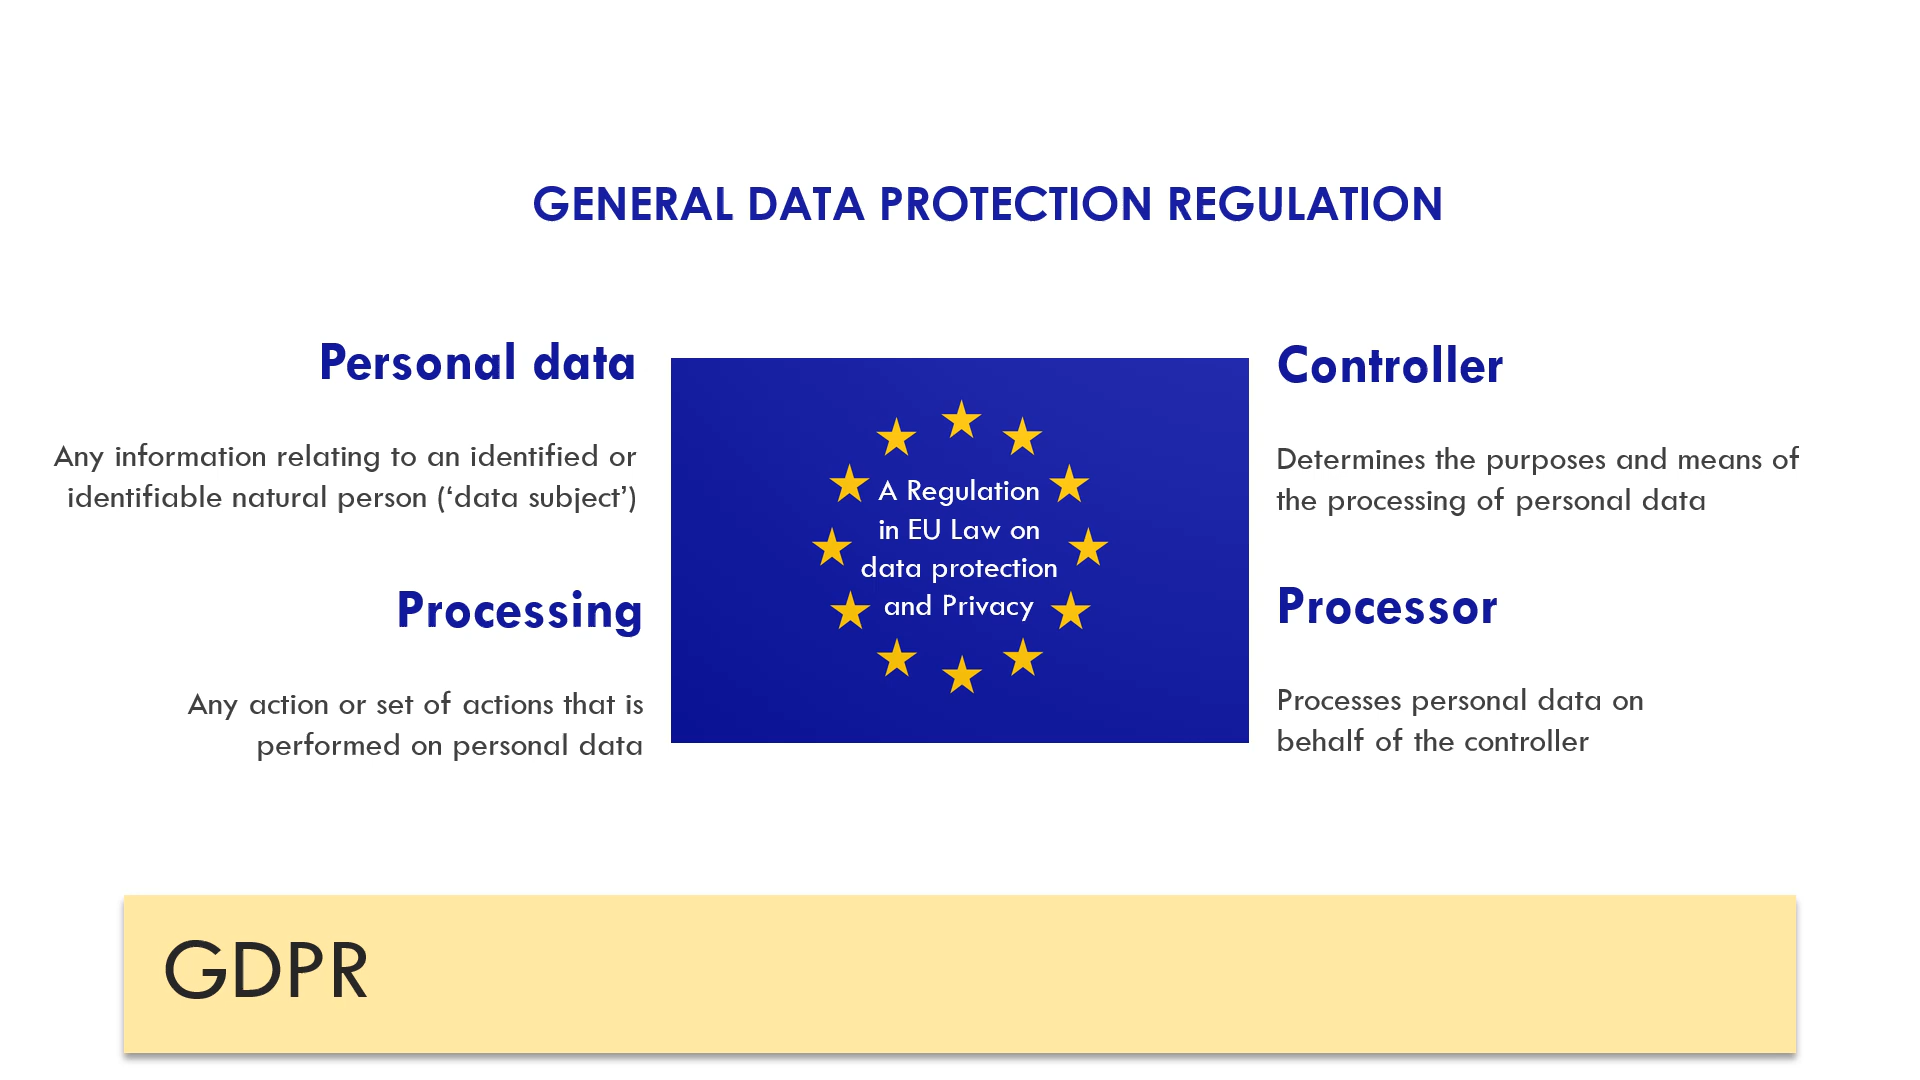 GENERAL DATA PROTECTION REGULATION
Personal data
Any information relating to an identified or
identifiable natural person (‘data subject’)
Processing
Any action or set of actions that is
performed on personal data
A Regulation
in EU Law on
data protection
and Privacy
Controller
Determines the purposes and means of
the processing of personal data
Processor
Processes personal data on
behalf of the controller
GDPR